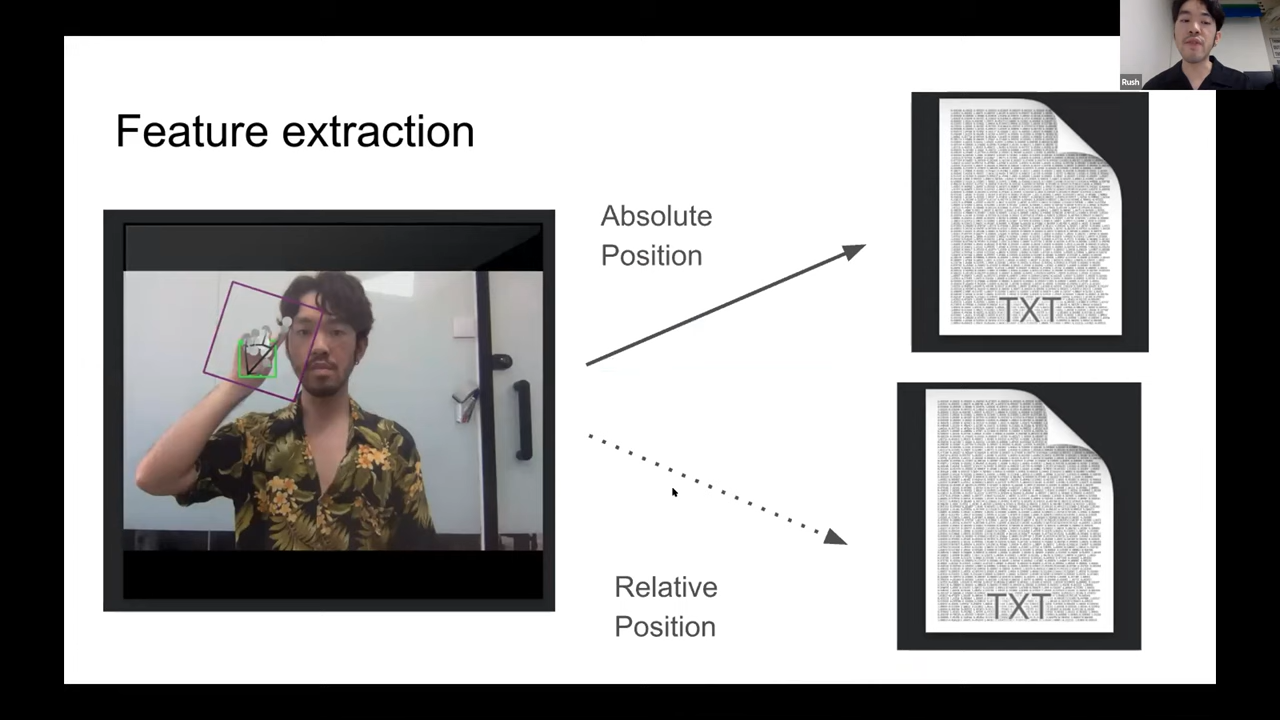 Rush
Feature extraction
Absolute
Position
TXT
Relative
Position
TXT